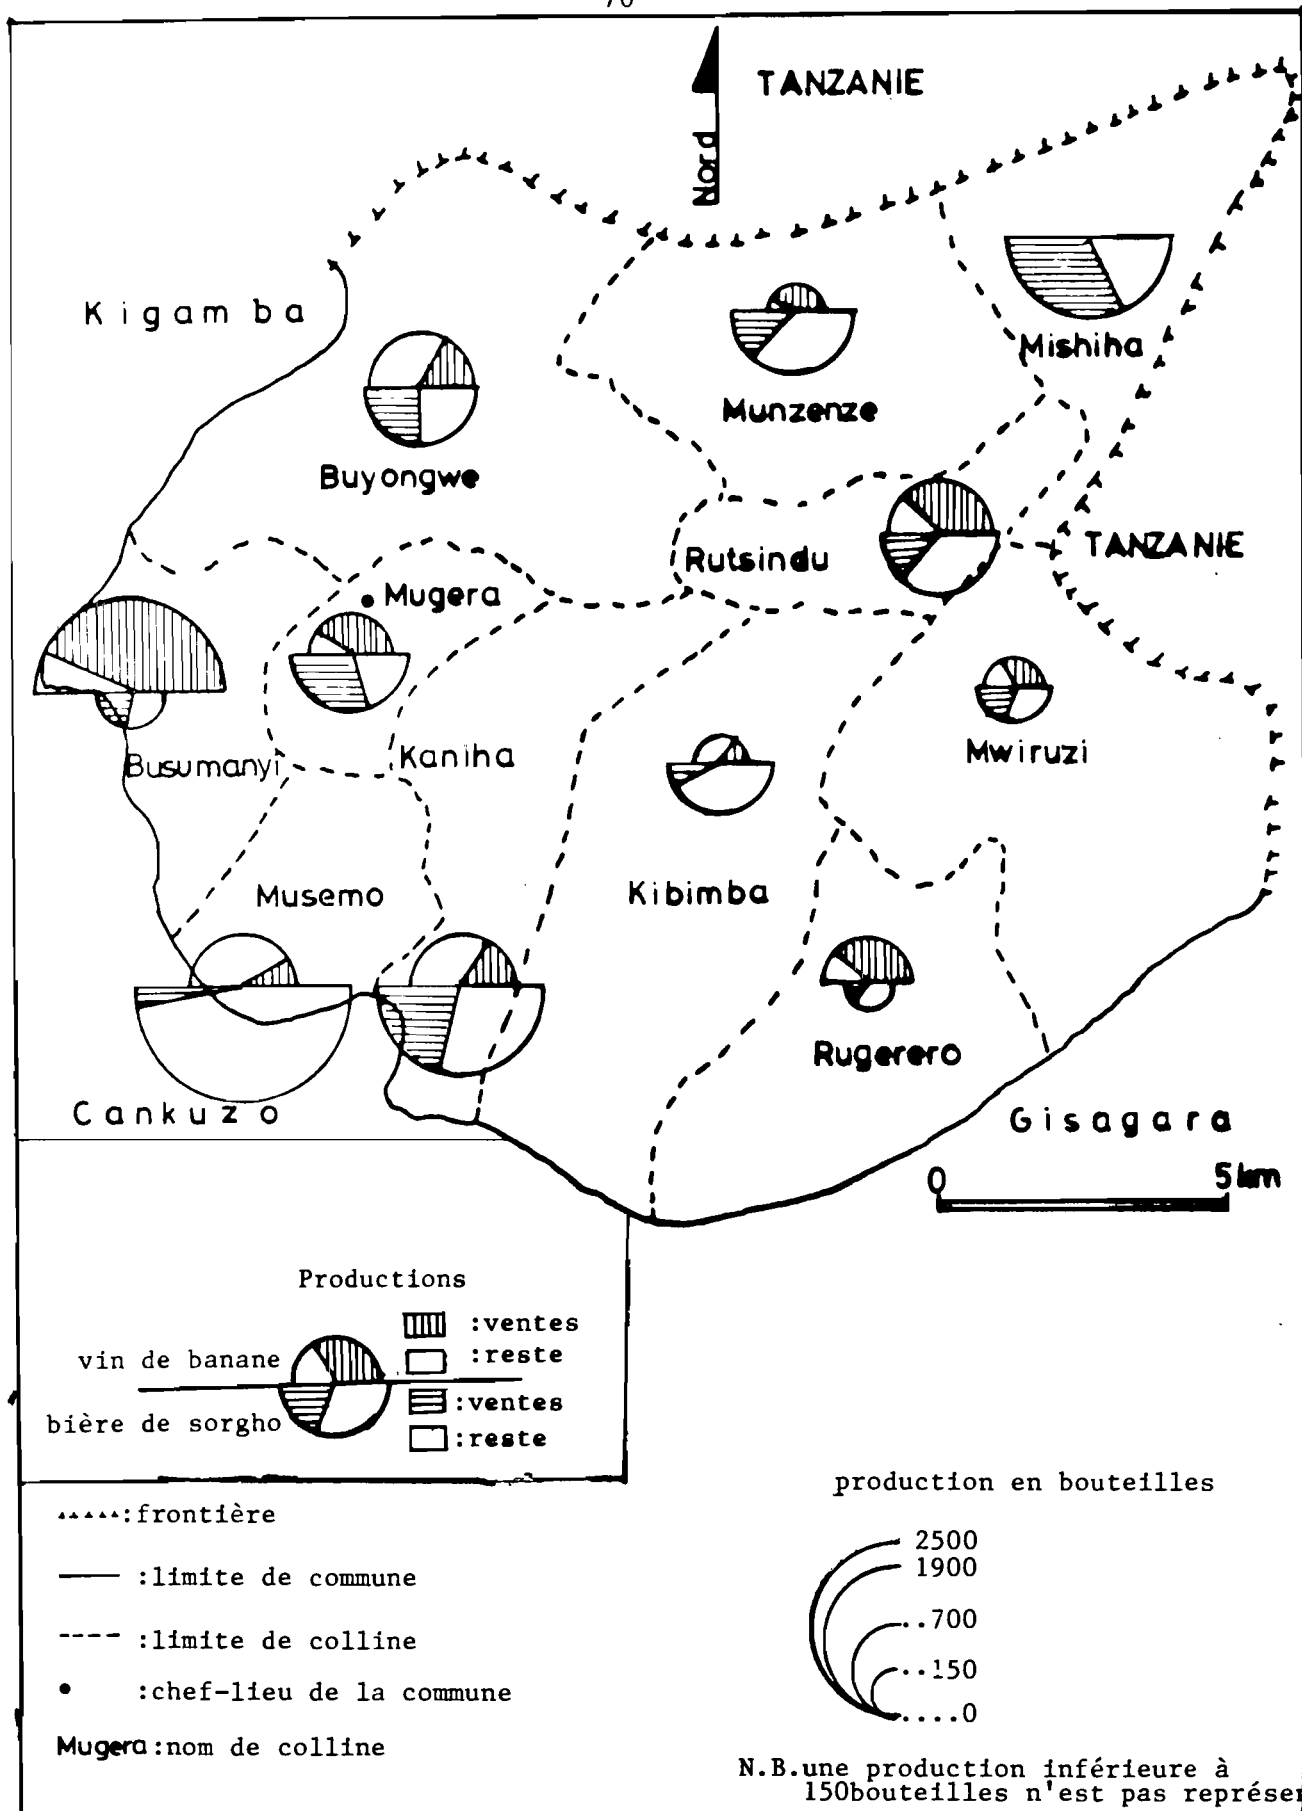 TANZANIE
Nord
Kigamba
Mishiha
Munzenze
Buyongwe
Rutsindu
TANZANIE
Mugera
Busumanyi
Kaniha
Mwiruzi
Musemo
Kibimba
Rugerero
Cankuzo
Gisagara
0 5km
Productions
:ventes
vin de banane
:reste
:ventes
bière de sorgho
:reste
:frontière
:limite de commune
:limite de colline
:chef-lieu de la commune
Mugera:nom de colline
production en bouteilles
2500
1900
..700
..150
....0
N.B.une production inférieure à
150bouteilles n'est pas représe